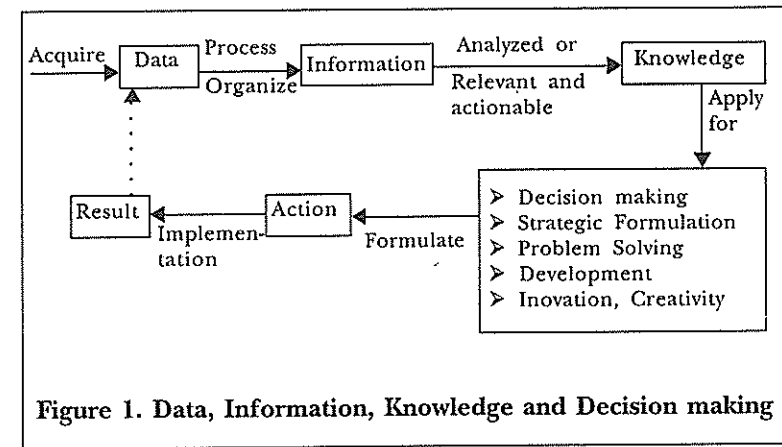 Acquire
Data
Process
Organize
Information
Analyzed or
Relevant and
actionable
Knowledge
Apply
for
➢ Decision making
➢ Strategic Formulation
➢ Problem Solving
➢ Development
➢ Inovation, Creativity
Formulate
Action
Implemen-
tation
Result
Figure 1. Data, Information, Knowledge and Decision making